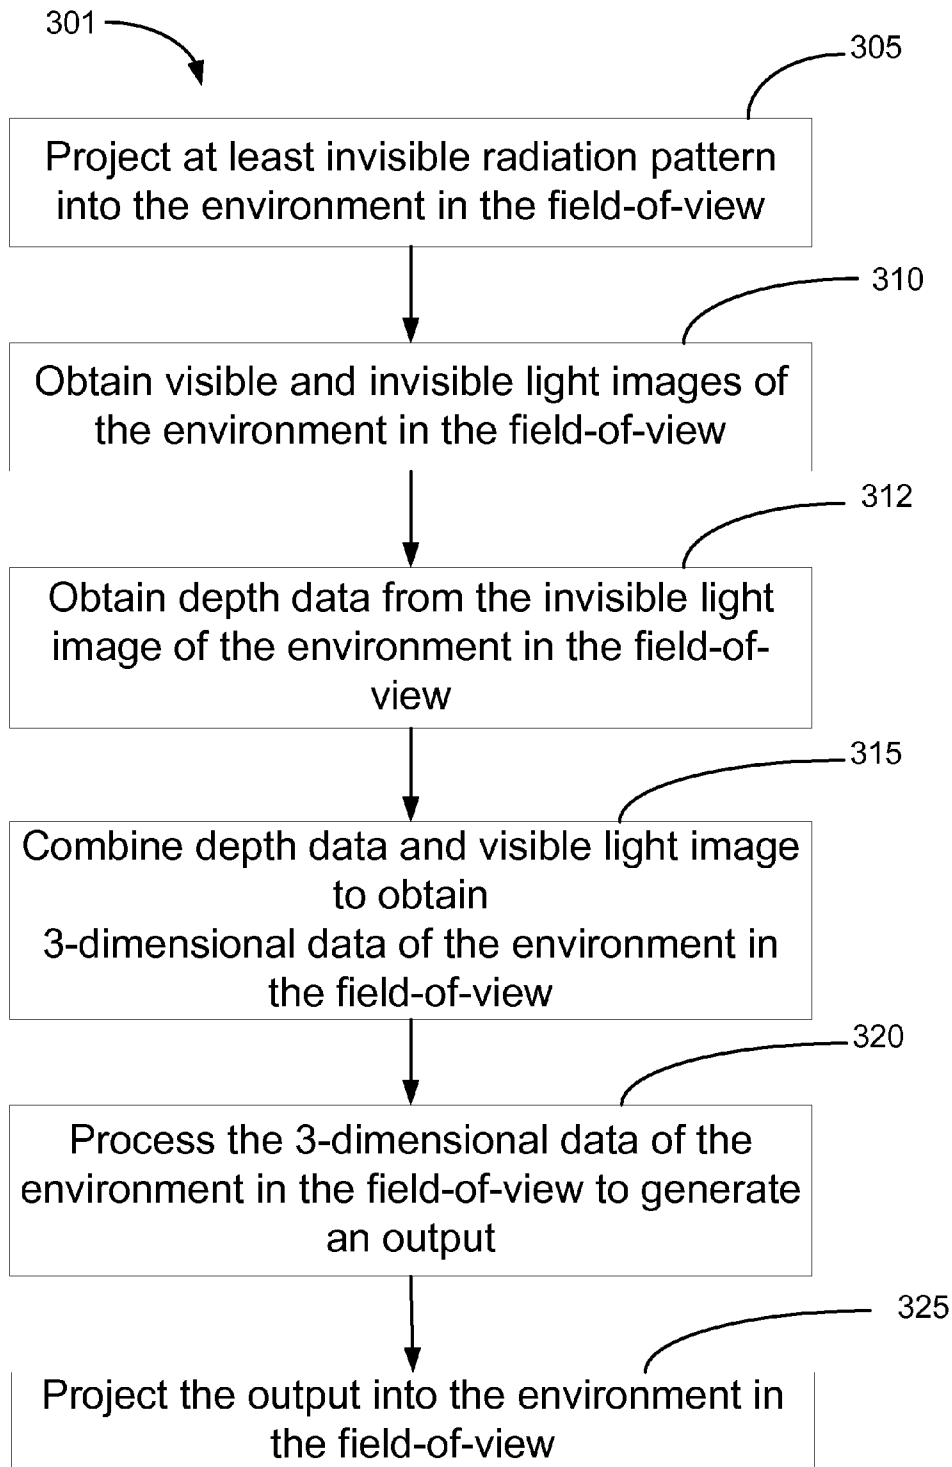 301
305
Project at least invisible radiation pattern
into the environment in the field-of-view
310
Obtain visible and invisible light images of
the environment in the field-of-view
312
Obtain depth data from the invisible light
image of the environment in the field-of-
view
315
Combine depth data and visible light image
to obtain
3-dimensional data of the environment in
the field-of-view
320
Process the 3-dimensional data of the
environment in the field-of-view to generate
an output
325
Project the output into the environment in
the field-of-view